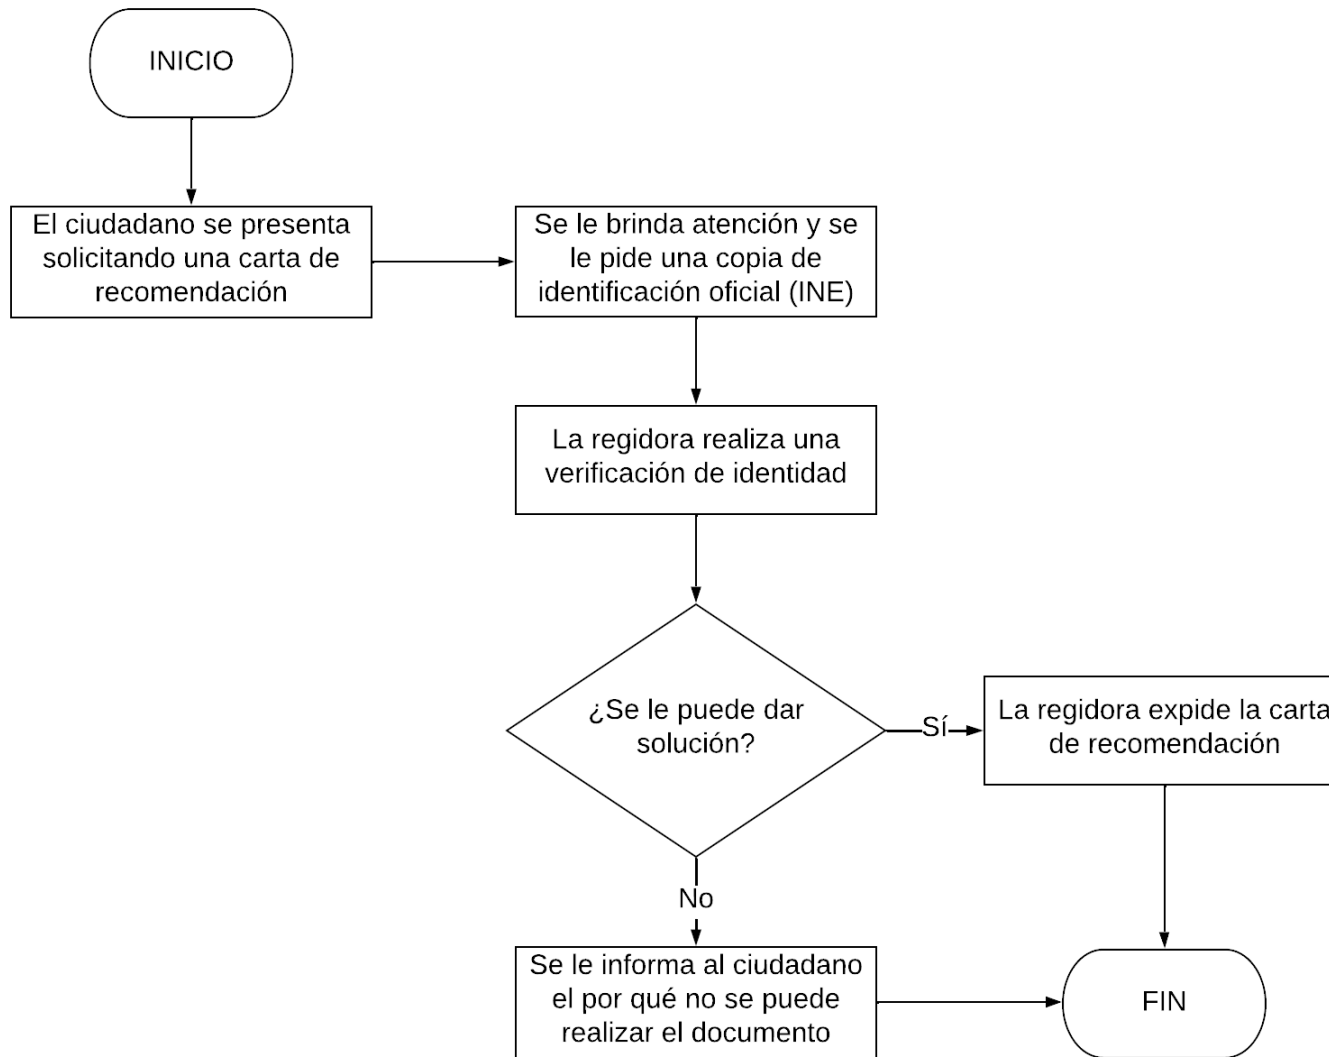 INICIO
El ciudadano se presenta
solicitando una carta de
recomendación
Se le brinda atención y se
le pide una copia de
identificación oficial (INE)
La regidora realiza una
verificación de identidad
¿Se le puede dar
solución?
Sí
La regidora expide la carta
de recomendación
No
Se le informa al ciudadano
el por qué no se puede
realizar el documento
FIN